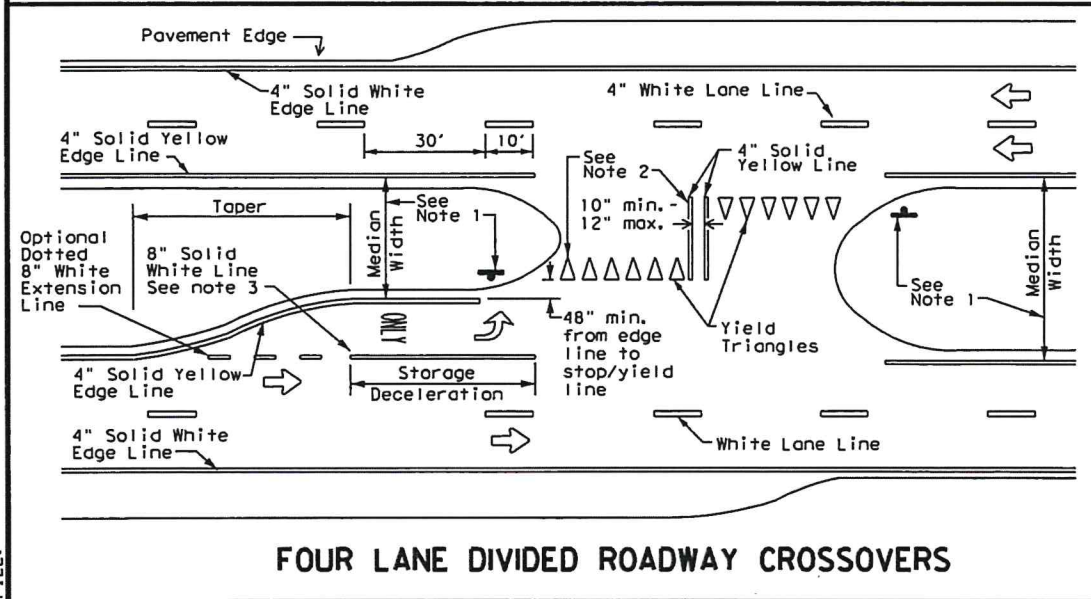 Pavement Edge
4" Solid White
Edge Line
4" White Lane Line
4" Solid Yellow
Edge Line
30'
10'
See
Note 2
4" Solid
Yellow Line
Taper
See
Note 1
10" min.
12" max.
Median
Width
Optional
Dotted
8" White
Extension
Line
8" Solid
White Line
See note 3
ONLY
48" min.
from edge
line to
stop/yield
line
Yield
Triangles
See
Note 1
Median
Width
4" Solid Yellow
Edge Line
Storage
Deceleration
4" Solid White
Edge Line
White Lane Line
FOUR LANE DIVIDED ROADWAY CROSSOVERS